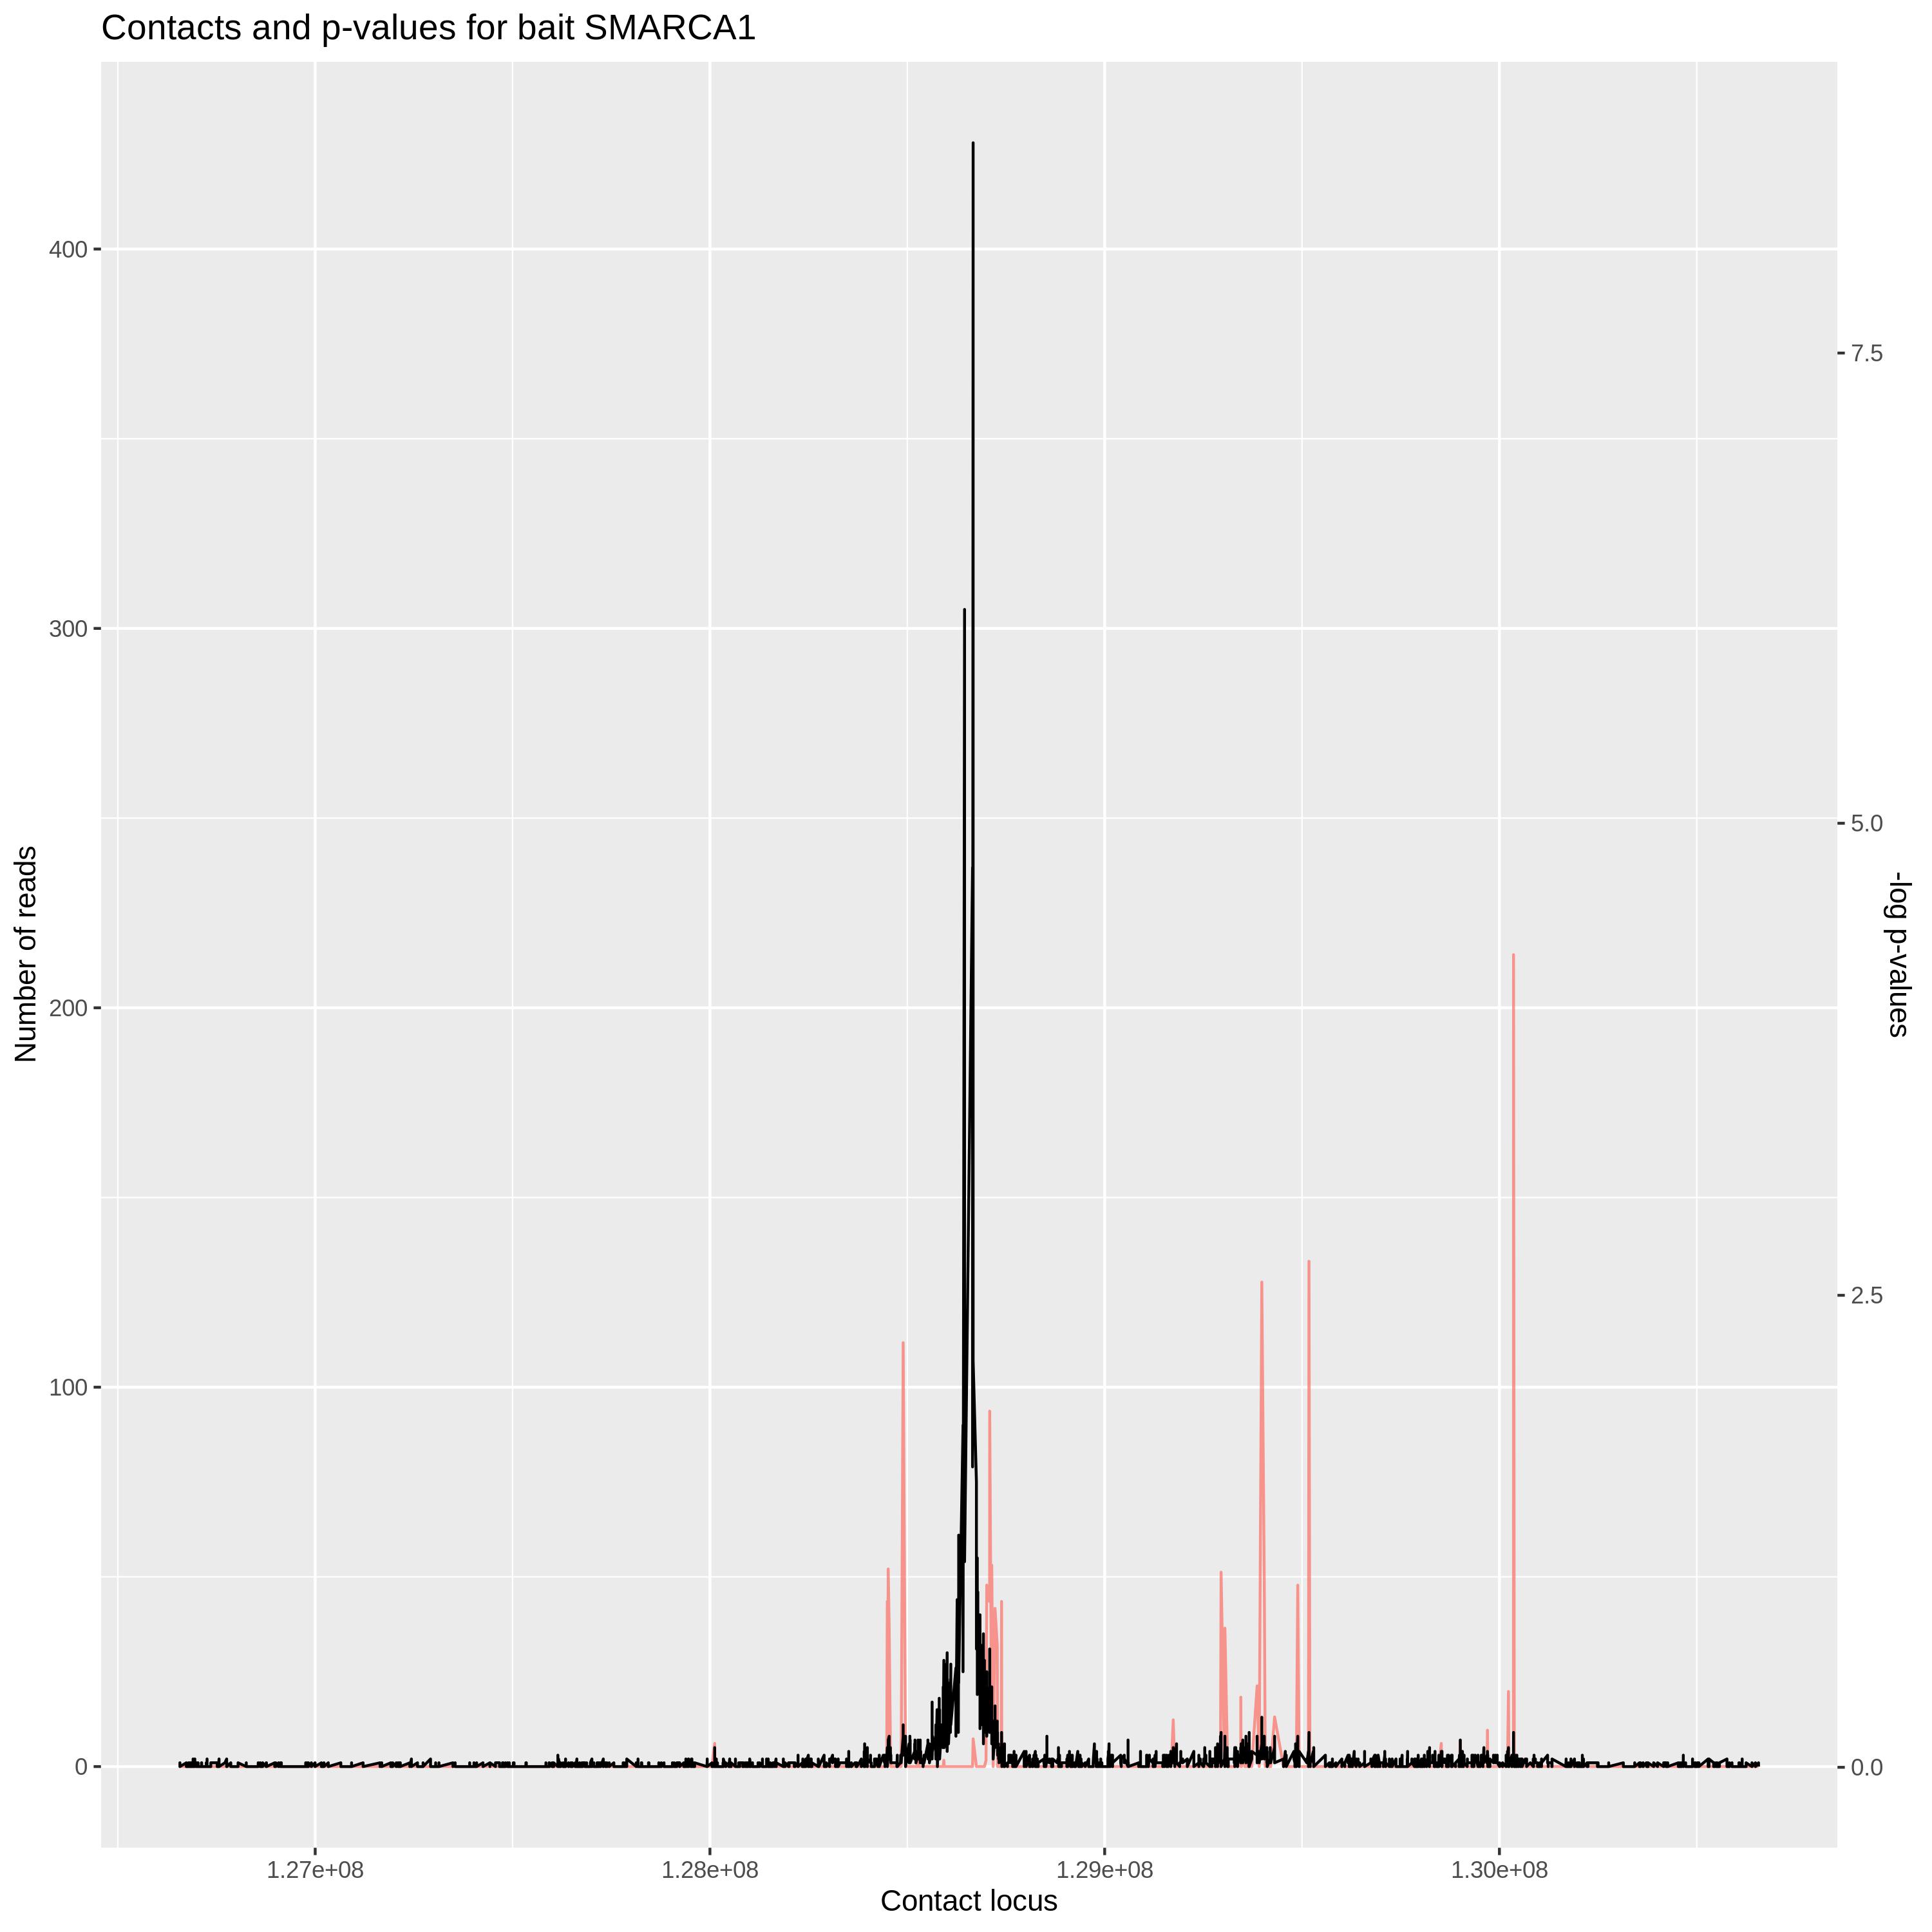 Contacts and p-values for bait SMARCA1
400
300
200
100
0
Number of reads
7.5
5.0
2.5
0.0
-log p-values
1.27e+08
1.28e+08
1.29e+08
1.30e+08
Contact locus